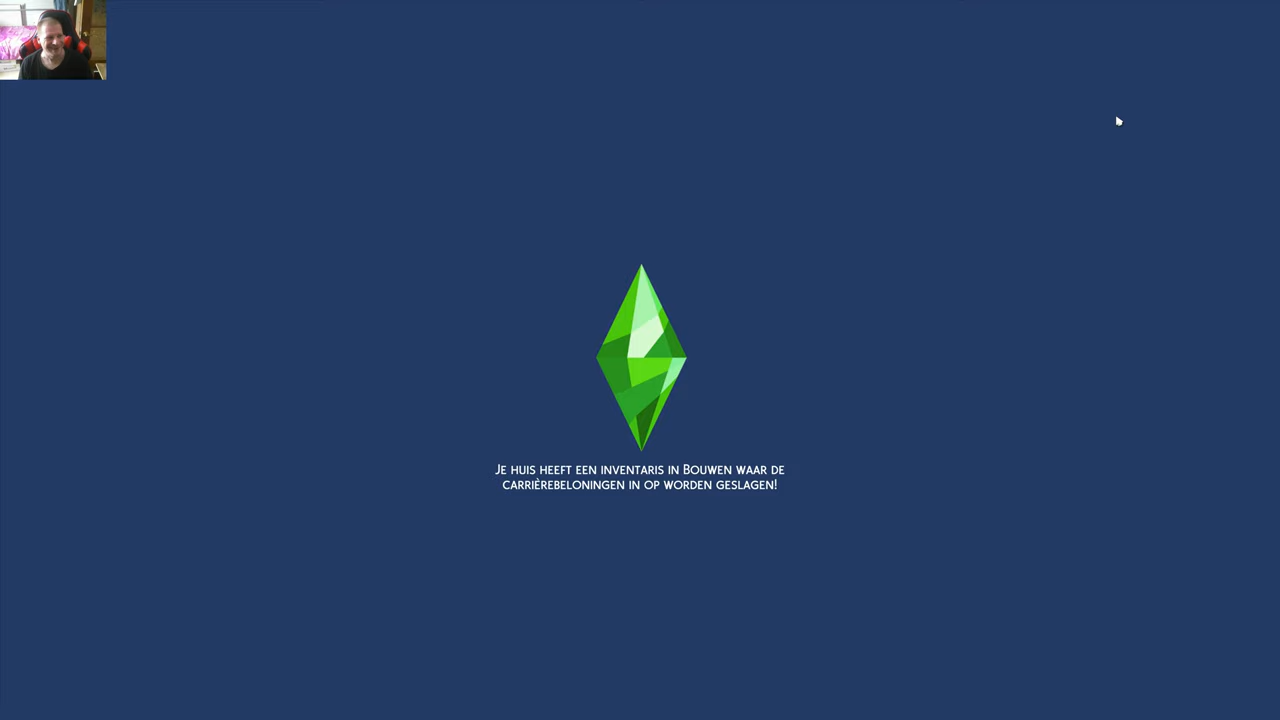 Je huis heeft een inventaris in Bouwen waar de
carrièrebeloningen in op worden geslagen!